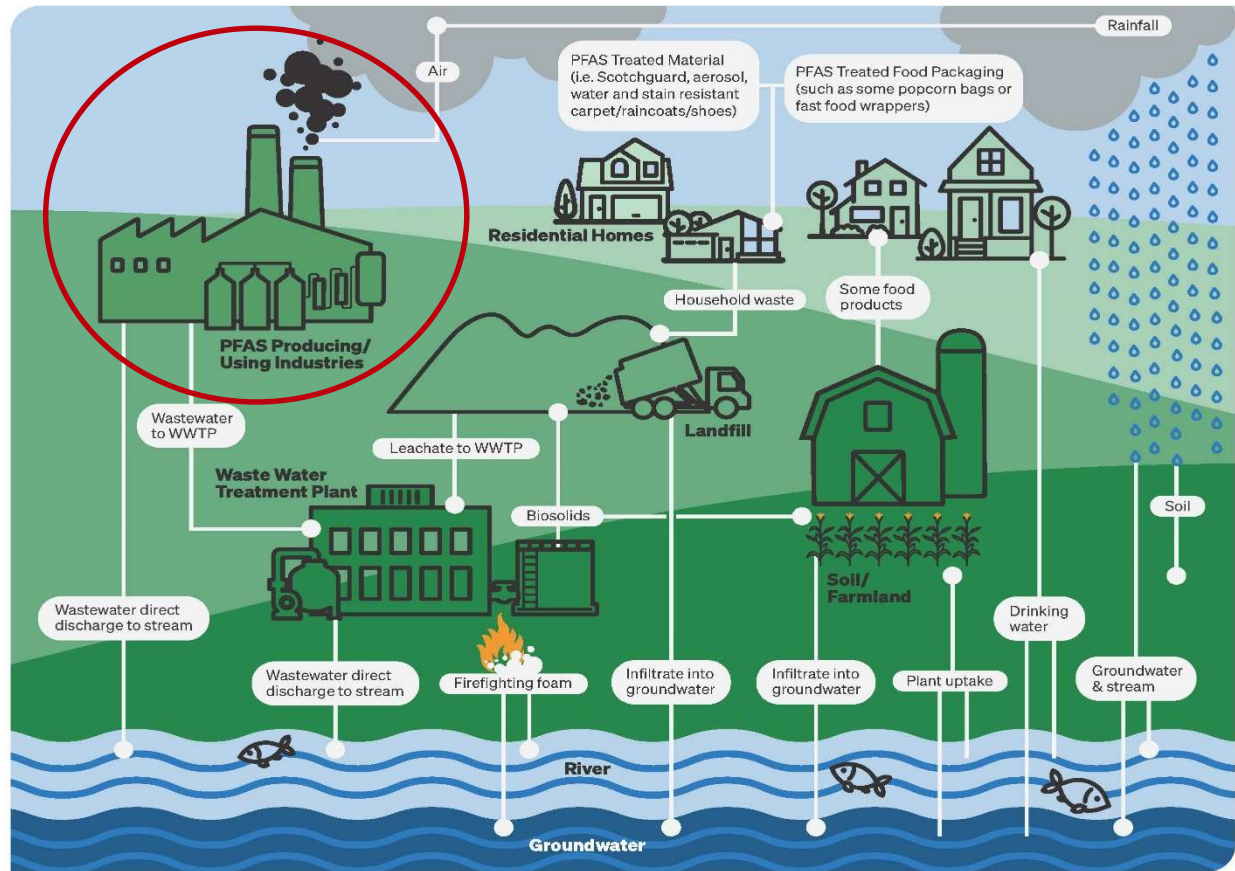 Rainfall
Air
PFAS Treated Material
(i.e. Scotchguard, aerosol,
water and stain resistant
carpet/raincoats/shoes)
PFAS Treated Food Packaging
(such as some popcorn bags or
fast food wrappers)
Residential Homes
Household waste
Some food
products
PFAS Producing/
Using Industries
Wastewater
to WWTP
Leachate to WWTP
Landfill
Waste Water
Treatment Plant
Biosolids
Soil
Soil/
Farmland
Wastewater direct
discharge to stream
Drinking
water
Wastewater direct
discharge to stream
Firefighting foam
Infiltrate into
groundwater
Infiltrate into
groundwater
Plant uptake
Groundwater
& stream
River
Groundwater